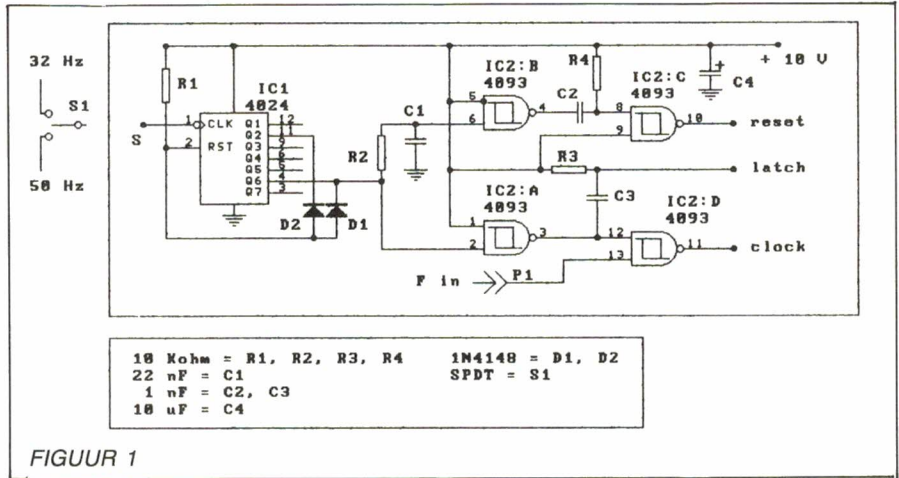 32 Hz
S1
50 Hz
S
R1
IC1
4024
1
CLK
2
RST
Q1 12
Q2 11
Q3 9
Q4 6
Q5 5
Q6 4
Q7 3
D2
D1
R2
C1
IC2:B
4093
5
6
4
C2
R4
IC2:C
4093
8
9
10
C4
+
+ 10 V
reset
R3
latch
C3
IC2:A
4093
1
2
3
IC2:D
4093
12
13
11
clock
F in
P1
10 Kohm = R1, R2, R3, R4
22 nF = C1
1 nF = C2, C3
10 uF = C4
1N4148 = D1, D2
SPDT = S1
FIGUUR 1